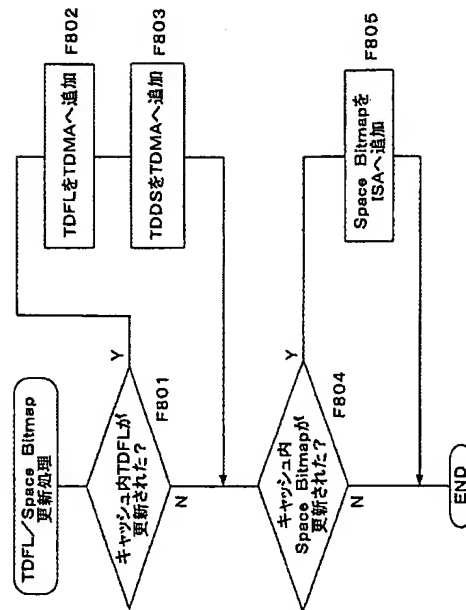 TDFL/Space Bitmap
更新処理
キャッシュ内TDFLが
更新された?
F801
Y
N
TDFLをTDMAへ追加
F802
TDDSをTDMAへ追加
F803
キャッシュ内
Space Bitmapが
更新された?
F804
Y
N
Space Bitmapを
ISAへ追加
F805
END